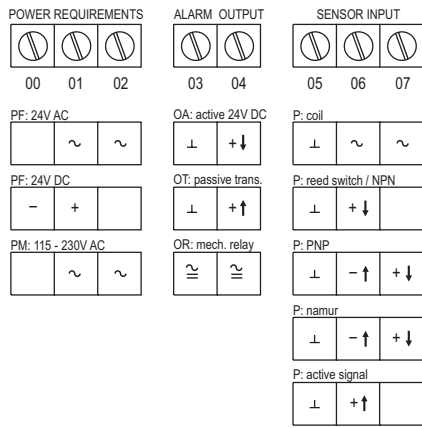 POWER REQUIREMENTS ALARM OUTPUT SENSOR INPUT
00 01 02 03 04 05 06 07
PF: 24V AC OA: active 24V DC P: coil
~ ~ ⊥ +↓ ⊥ ~ ~
PF: 24V DC OT: passive trans. P: reed switch / NPN
− + ⊥ +↑ ⊥ +↓
PM: 115 - 230V AC OR: mech. relay P: PNP
~ ~ ≅ ≅ ⊥ −↑ +↓
P: namur
⊥ −↑ +↓
P: active signal
⊥ +↑